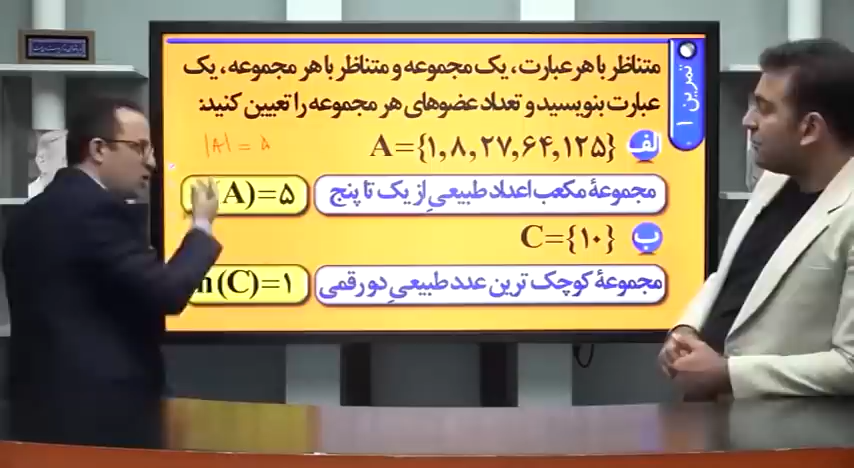 تمرین ۱
متناظر با هر عبارت، یک مجموعه و متناظر با هر مجموعه، یک
عبارت بنویسید و تعداد عضوهای هر مجموعه را تعیین کنید:
الف A={۱,۸,۲۷,۶۴,۱۲۵} |A| = ۵
مجموعهٔ مکعب اعداد طبیعیِ از یک تا پنج (A)=۵
ب C={۱۰}
مجموعهٔ کوچک ترین عدد طبیعیِ دو رقمی n(C)=۱